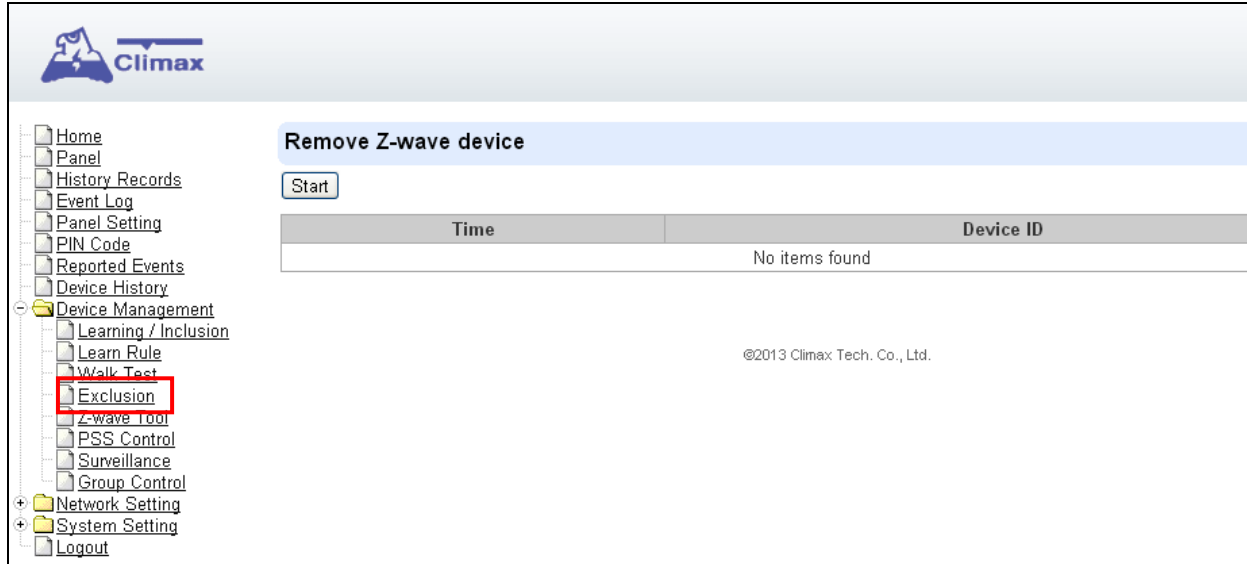 Climax
Home
Panel
History Records
Event Log
Panel Setting
PIN Code
Reported Events
Device History
Device Management
Learning / Inclusion
Learn Rule
Walk Test
Exclusion
Z-wave Tool
PSS Control
Surveillance
Group Control
Network Setting
System Setting
Logout
Remove Z-wave device
Start
Time Device ID
No items found
©2013 Climax Tech. Co., Ltd.